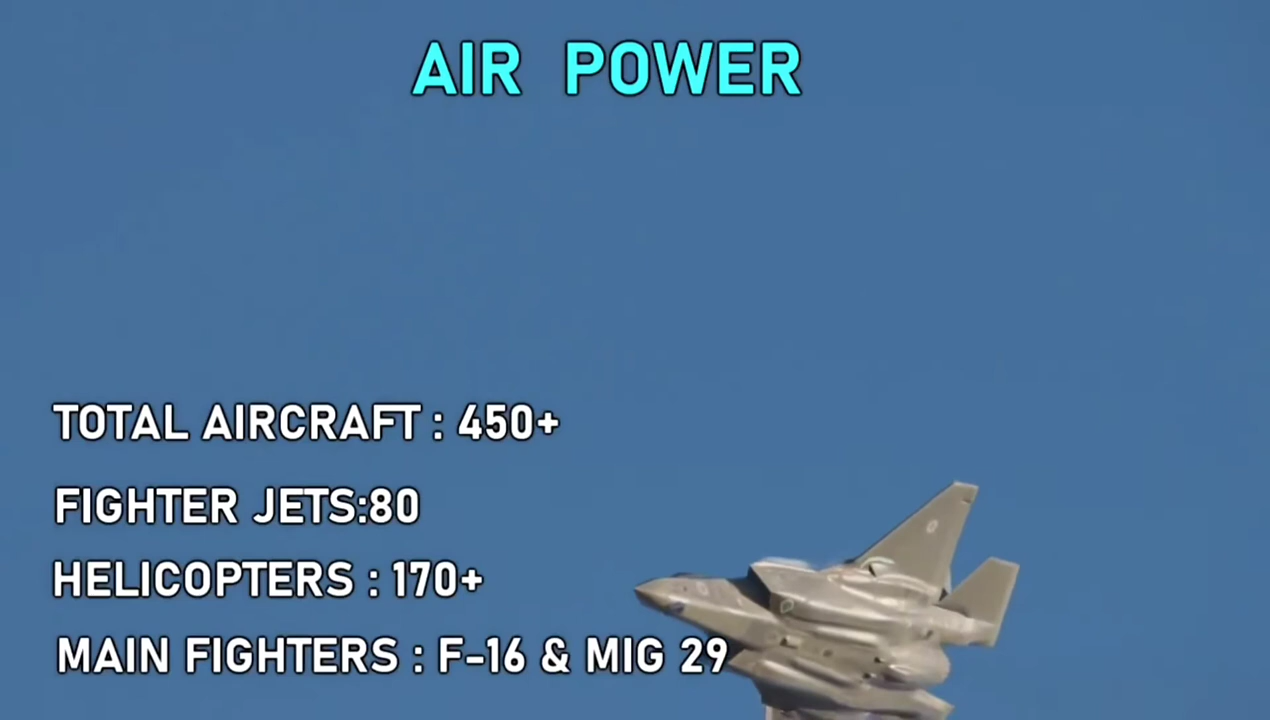 AIR POWER
TOTAL AIRCRAFT : 450+
FIGHTER JETS:80
HELICOPTERS : 170+
MAIN FIGHTERS : F-16 & MIG 29